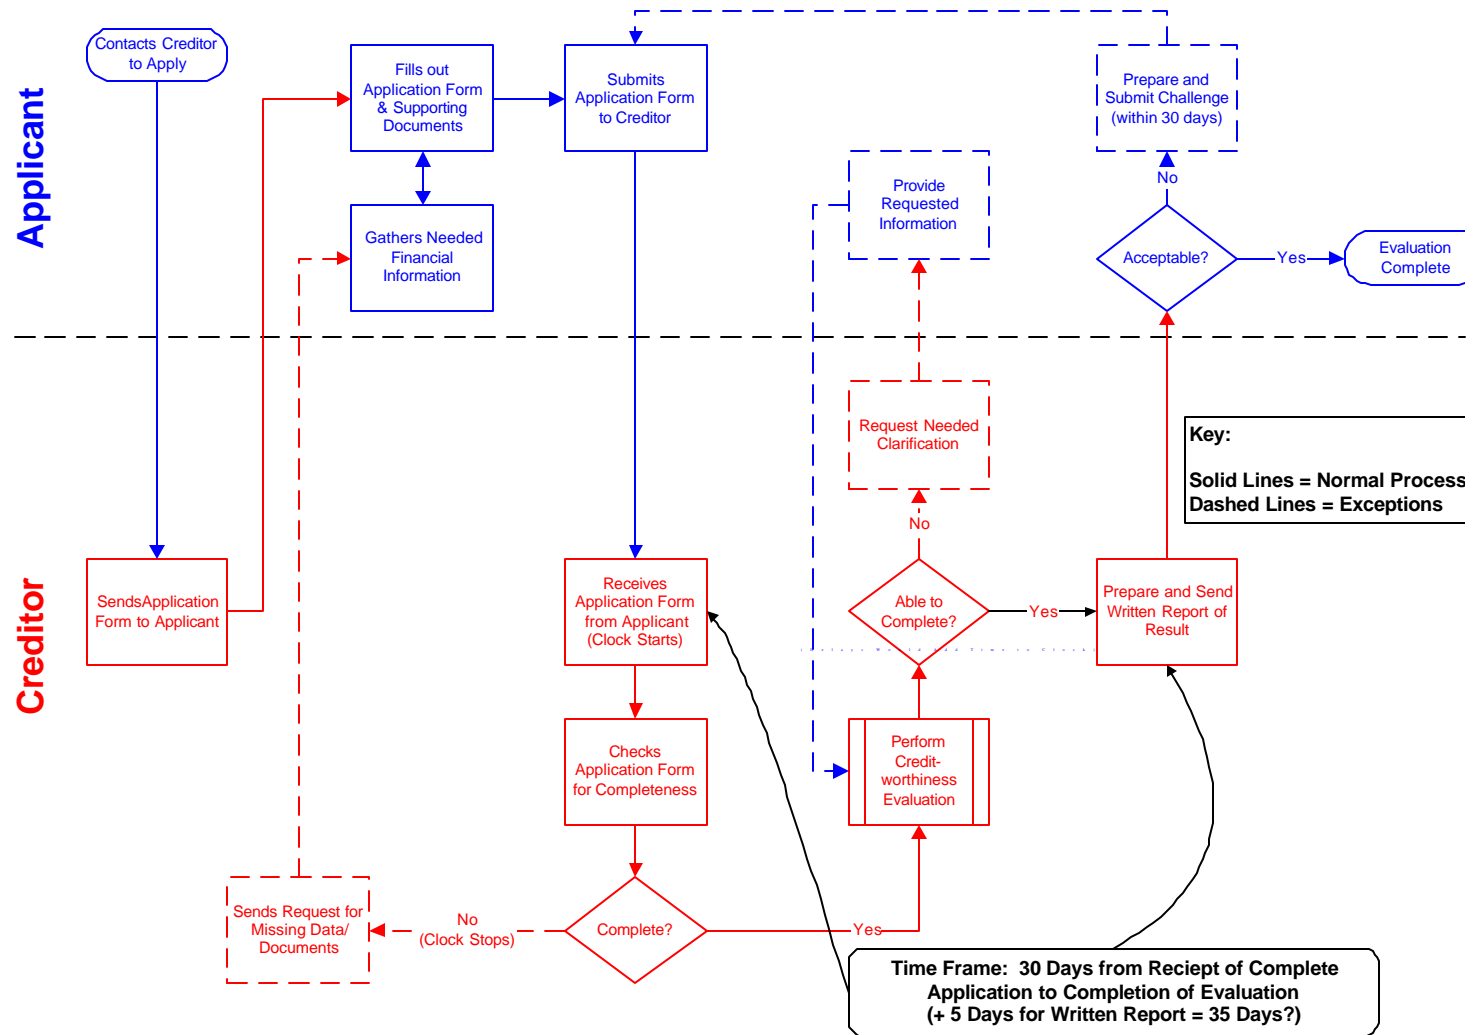 Applicant
Contacts Creditor
to Apply
Fills out
Application Form
& Supporting
Documents
Submits
Application Form
to Creditor
Prepare and
Submit Challenge
(within 30 days)
Provide
Requested
Information
No
Gathers Needed
Financial
Information
Acceptable?
Yes
Evaluation
Complete
Creditor
Request Needed
Clarification
Key:
Solid Lines = Normal Process
Dashed Lines = Exceptions
No
SendsApplication
Form to Applicant
Receives
Application Form
from Applicant
(Clock Starts)
Able to
Complete?
Yes
Prepare and Send
Written Report of
Result
Checks
Application Form
for Completeness
Perform
Credit-
worthiness
Evaluation
Sends Request for
Missing Data/
Documents
No
(Clock Stops)
Complete?
Yes
Time Frame: 30 Days from Reciept of Complete
Application to Completion of Evaluation
(+ 5 Days for Written Report = 35 Days?)